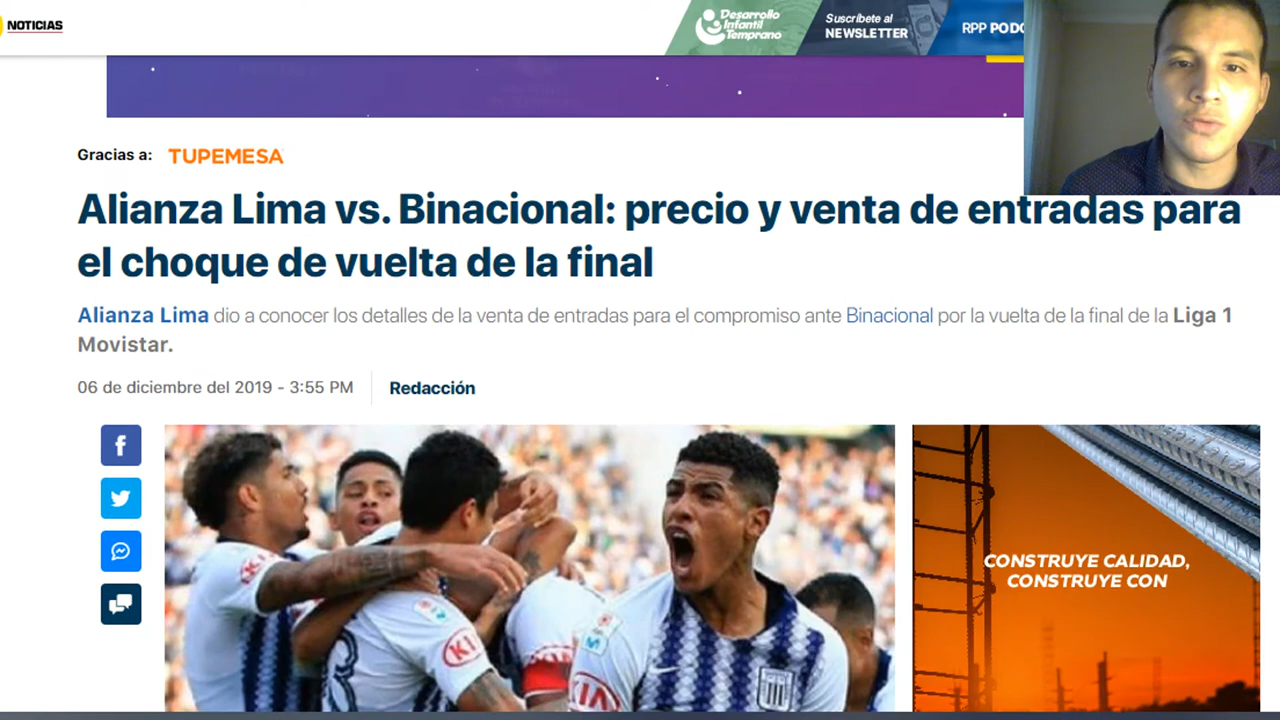 NOTICIAS
Desarrollo
Infantil
Temprano
Suscríbete al
NEWSLETTER
RPP PODC
Gracias a: TUPEMESA
Alianza Lima vs. Binacional: precio y venta de entradas para
el choque de vuelta de la final
Alianza Lima dio a conocer los detalles de la venta de entradas para el compromiso ante Binacional por la vuelta de la final de la Liga 1
Movistar.
06 de diciembre del 2019 - 3:55 PM Redacción
CONSTRUYE CALIDAD,
CONSTRUYE CON
KIA
KIA